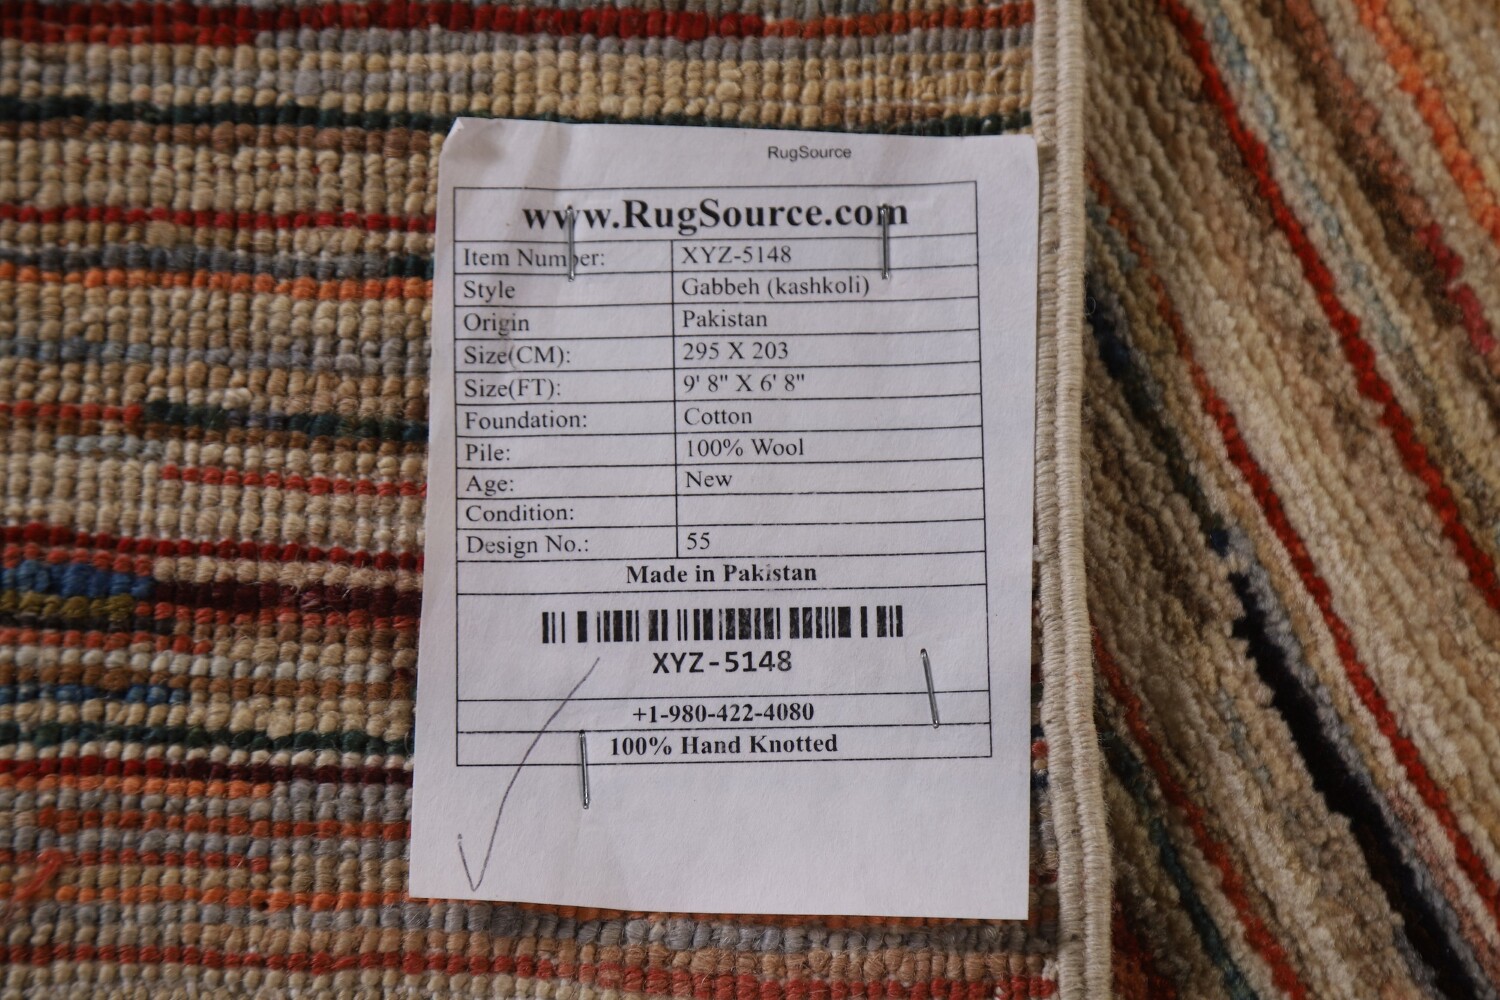 RugSource
www.RugSource.com
Item Number: XYZ-5148
Style Gabbeh (kashkoli)
Origin Pakistan
Size(CM): 295 X 203
Size(FT): 9' 8" X 6' 8"
Foundation: Cotton
Pile: 100% Wool
Age: New
Condition:
Design No.: 55
Made in Pakistan
XYZ-5148
+1-980-422-4080
100% Hand Knotted